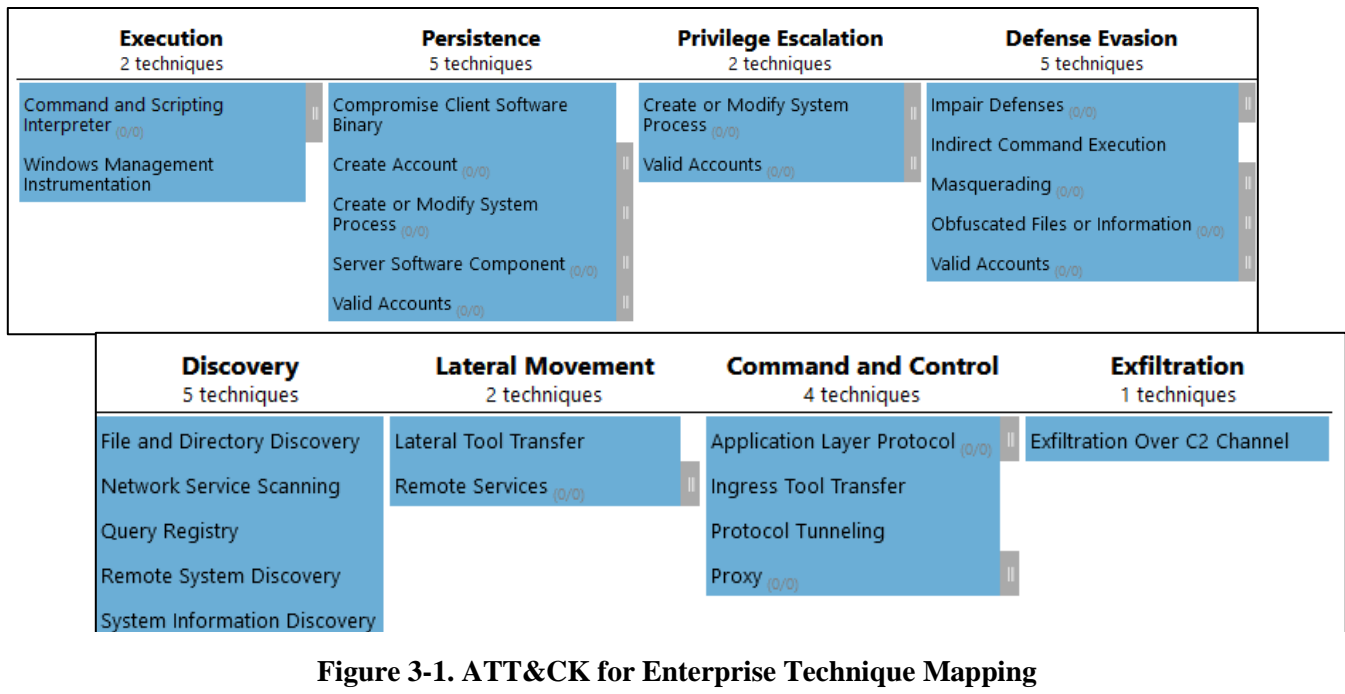 Execution
2 techniques
Command and Scripting
Interpreter (0/0)
Windows Management
Instrumentation
Persistence
5 techniques
Compromise Client Software
Binary
Create Account (0/0)
Create or Modify System
Process (0/0)
Server Software Component (0/0)
Valid Accounts (0/0)
Privilege Escalation
2 techniques
Create or Modify System
Process (0/0)
Valid Accounts (0/0)
Defense Evasion
5 techniques
Impair Defenses (0/0)
Indirect Command Execution
Masquerading (0/0)
Obfuscated Files or Information (0/0)
Valid Accounts (0/0)
Discovery
5 techniques
File and Directory Discovery
Network Service Scanning
Query Registry
Remote System Discovery
System Information Discovery
Lateral Movement
2 techniques
Lateral Tool Transfer
Remote Services (0/0)
Command and Control
4 techniques
Application Layer Protocol (0/0)
Ingress Tool Transfer
Protocol Tunneling
Proxy (0/0)
Exfiltration
1 techniques
Exfiltration Over C2 Channel
Figure 3-1. ATT&CK for Enterprise Technique Mapping